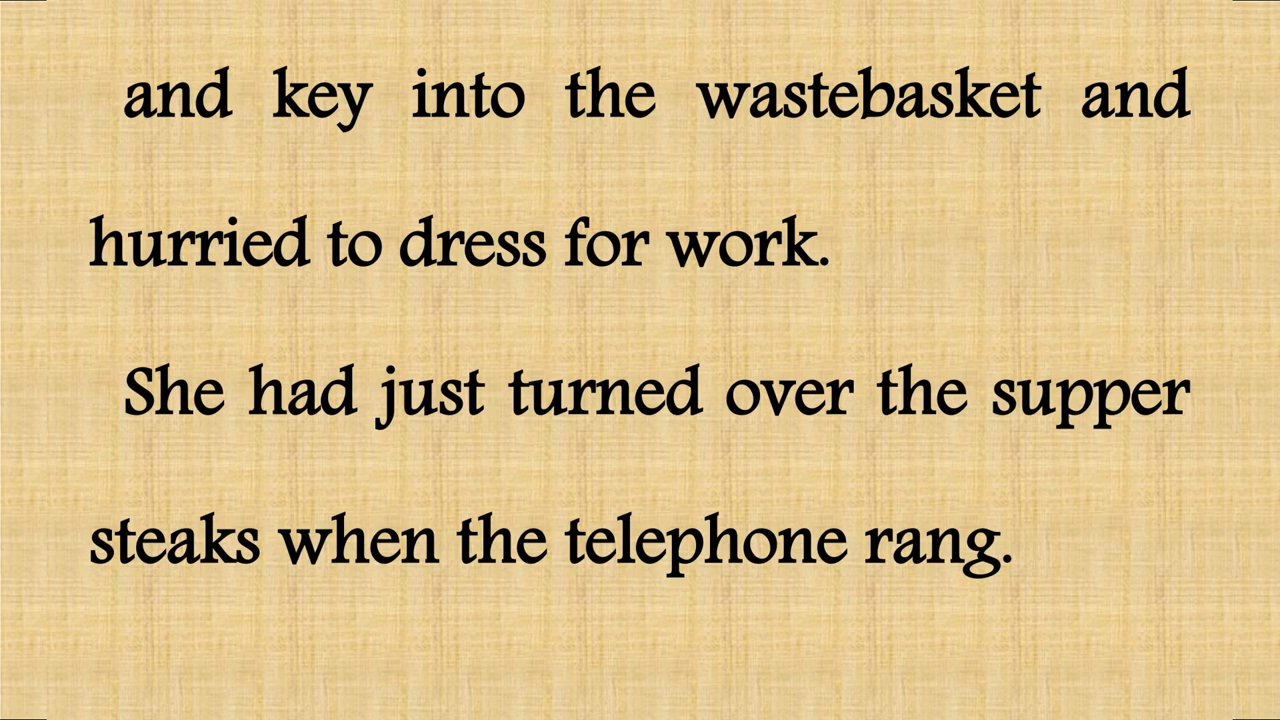 and key into the wastebasket and
hurried to dress for work.
She had just turned over the supper
steaks when the telephone rang.